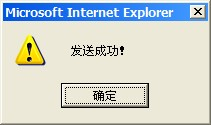 Microsoft Internet Explorer
发送成功!
确定